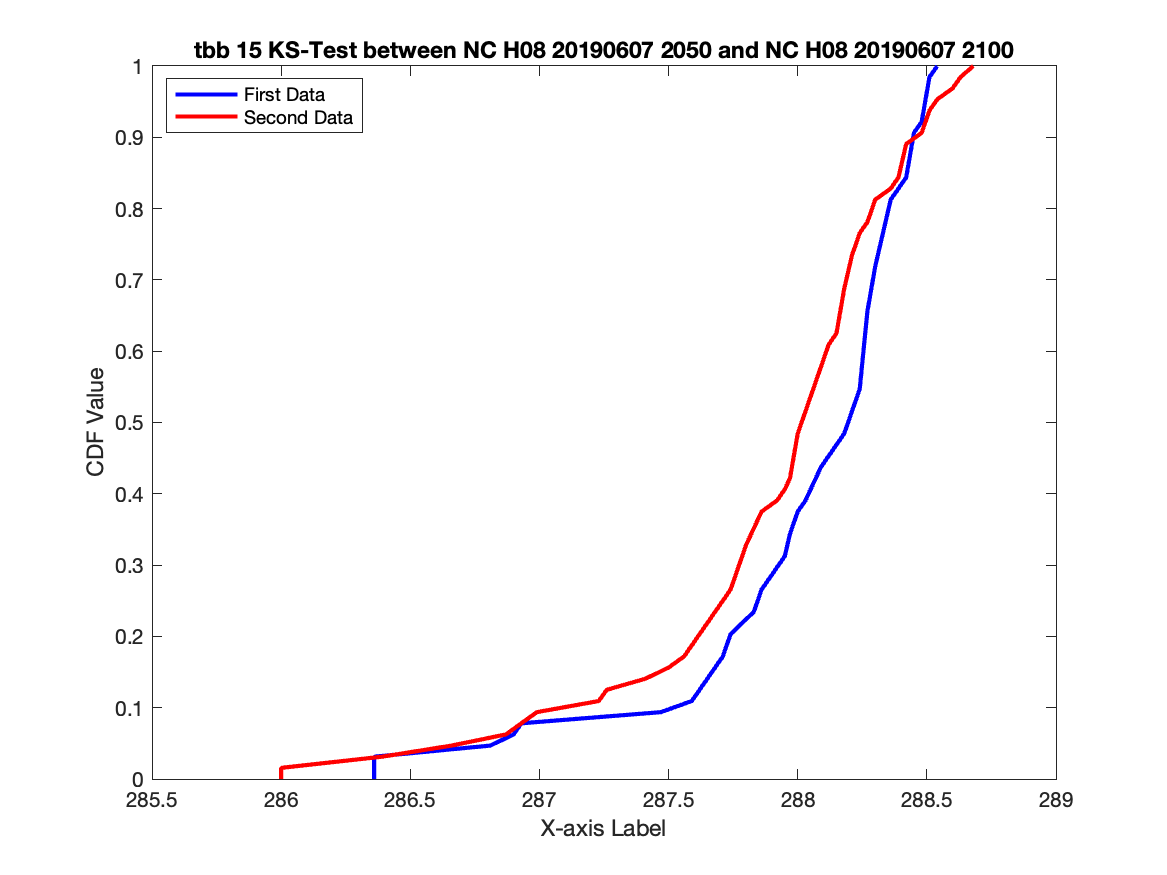 tbb 15 KS-Test between NC H08 20190607 2050 and NC H08 20190607 2100
First Data
Second Data
1
0.9
0.8
0.7
0.6
0.5
0.4
0.3
0.2
0.1
0
CDF Value
285.5 286 286.5 287 287.5 288 288.5 289
X-axis Label